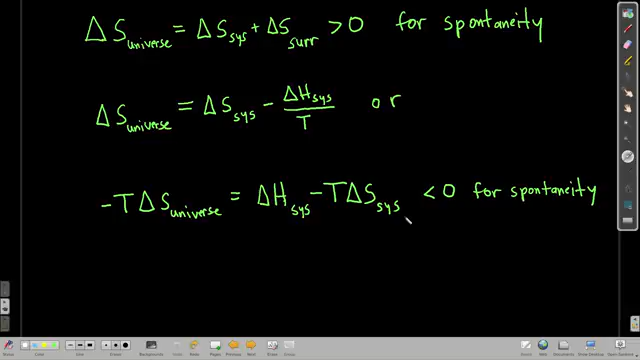 ΔS_universe = ΔS_sys + ΔS_surr > 0 for spontaneity
ΔS_universe = ΔS_sys - ΔH_sys / T or
-TΔS_universe = ΔH_sys - TΔS_sys < 0 for spontaneity